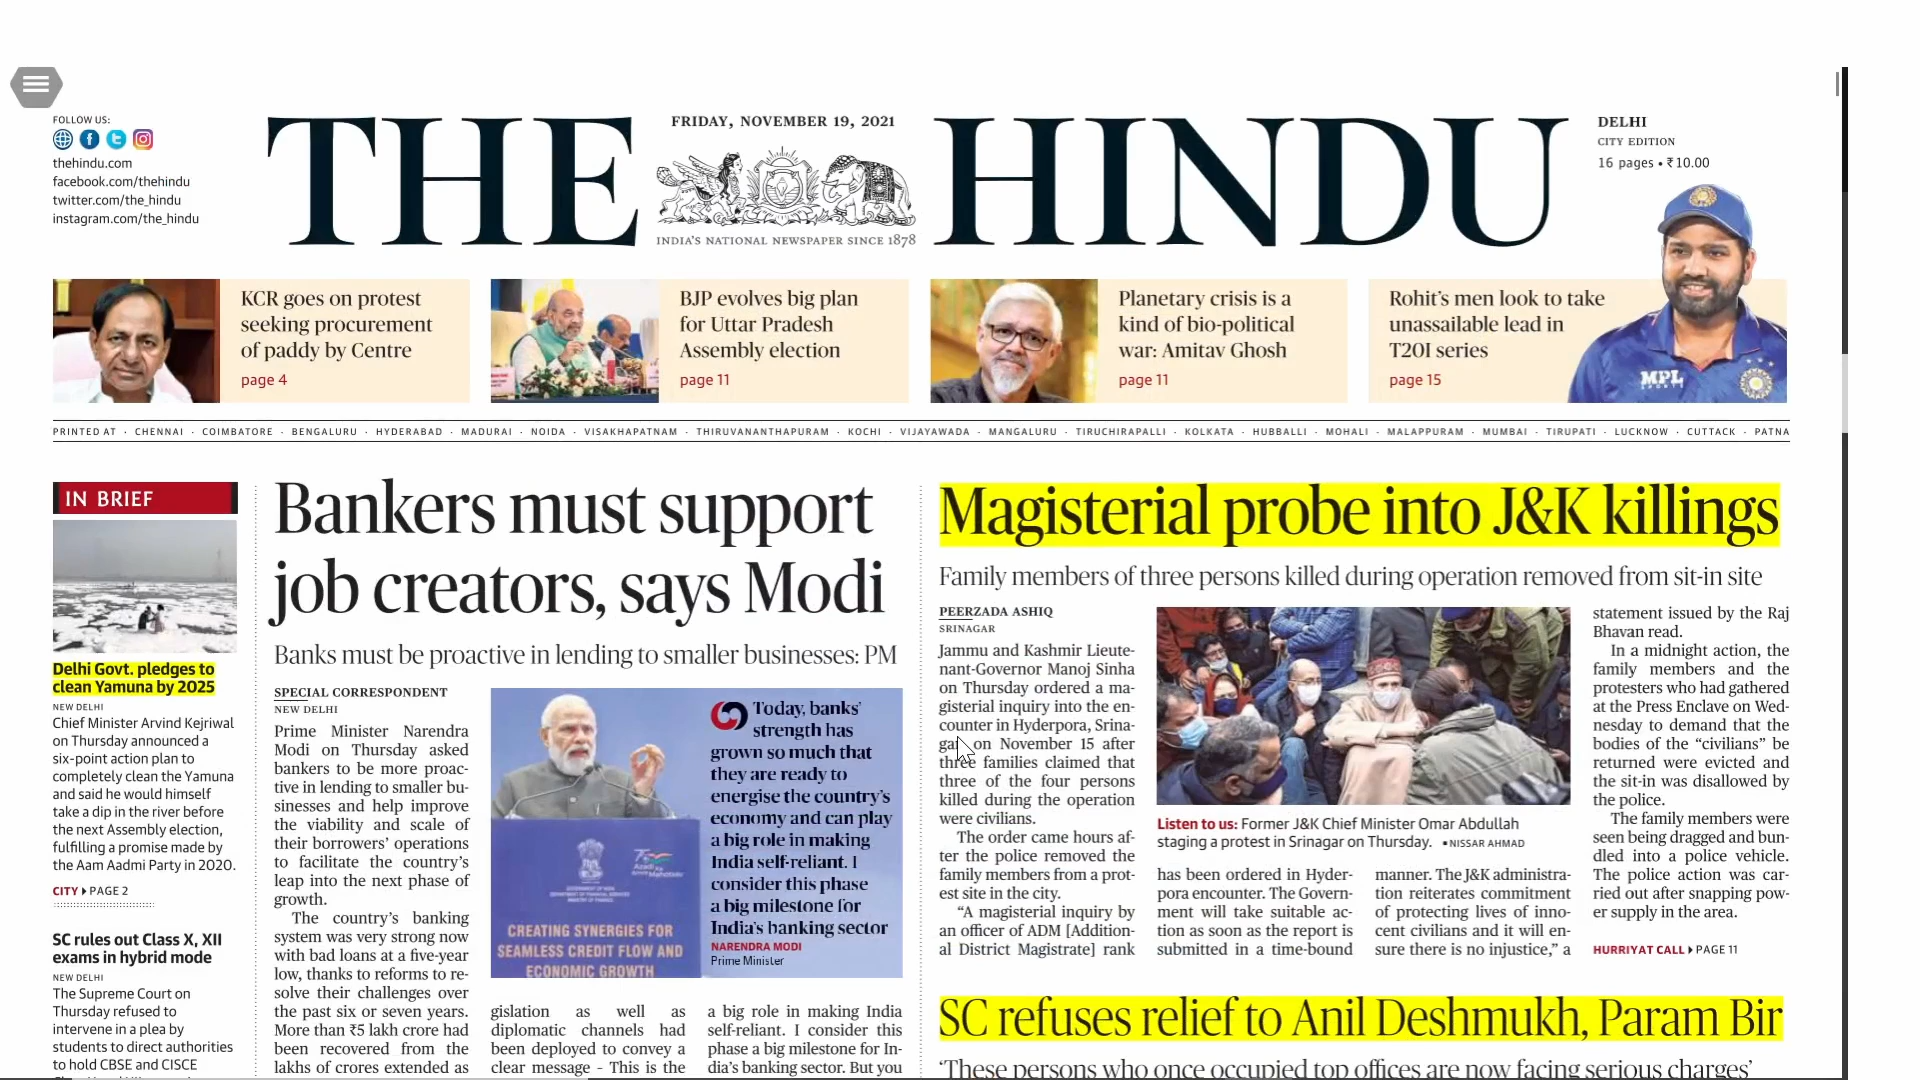 FOLLOW US:
thehindu.com
facebook.com/thehindu
twitter.com/the_hindu
instagram.com/the_hindu
THE HINDU
FRIDAY, NOVEMBER 19, 2021
INDIA'S NATIONAL NEWSPAPER SINCE 1878
DELHI
CITY EDITION
16 pages • ₹10.00
KCR goes on protest
seeking procurement
of paddy by Centre
page 4
BJP evolves big plan
for Uttar Pradesh
Assembly election
page 11
Planetary crisis is a
kind of bio-political
war: Amitav Ghosh
page 11
Rohit's men look to take
unassailable lead in
T20I series
page 15
MPL
PRINTED AT · CHENNAI · COIMBATORE · BENGALURU · HYDERABAD · MADURAI · NOIDA · VISAKHAPATNAM · THIRUVANANTHAPURAM · KOCHI · VIJAYAWADA · MANGALURU · TIRUCHIRAPALLI · KOLKATA · HUBBALLI · MOHALI · MALAPPURAM · MUMBAI · TIRUPATI · LUCKNOW · CUTTACK · PATNA
IN BRIEF
Delhi Govt. pledges to
clean Yamuna by 2025
NEW DELHI
Chief Minister Arvind Kejriwal
on Thursday announced a
six-point action plan to
completely clean the Yamuna
and said he would himself
take a dip in the river before
the next Assembly election,
fulfilling a promise made by
the Aam Aadmi Party in 2020.
CITY PAGE 2
SC rules out Class X, XII
exams in hybrid mode
NEW DELHI
The Supreme Court on
Thursday refused to
intervene in a plea by
students to direct authorities
to hold CBSE and CISCE
Bankers must support
job creators, says Modi
Banks must be proactive in lending to smaller businesses: PM
SPECIAL CORRESPONDENT
NEW DELHI
Prime Minister Narendra
Modi on Thursday asked
bankers to be more proac-
tive in lending to smaller bu-
sinesses and help improve
the viability and scale of
their borrowers' operations
to facilitate the country's
leap into the next phase of
growth.
The country's banking
system was very strong now
with bad loans at a five-year
low, thanks to reforms to re-
solve their challenges over
the past six or seven years.
More than ₹5 lakh crore had
been recovered from the
lakhs of crores extended as
CREATING SYNERGIES FOR
SEAMLESS CREDIT FLOW AND
ECONOMIC GROWTH
Today, banks'
strength has
grown so much that
they are ready to
energise the country's
economy and can play
a big role in making
India self-reliant. I
consider this phase
a big milestone for
India's banking sector
NARENDRA MODI
Prime Minister
gislation as well as
diplomatic channels had
been deployed to convey a
clear message - This is the
a big role in making India
self-reliant. I consider this
phase a big milestone for In-
dia's banking sector. But you
Magisterial probe into J&K killings
Family members of three persons killed during operation removed from sit-in site
PEERZADA ASHIQ
SRINAGAR
Jammu and Kashmir Lieute-
nant-Governor Manoj Sinha
on Thursday ordered a ma-
gisterial inquiry into the en-
counter in Hyderpora, Srina-
gar, on November 15 after
three families claimed that
three of the four persons
killed during the operation
were civilians.
The order came hours af-
ter the police removed the
family members from a prot-
est site in the city.
“A magisterial inquiry by
an officer of ADM [Addition-
al District Magistrate] rank
Listen to us: Former J&K Chief Minister Omar Abdullah
staging a protest in Srinagar on Thursday. ▪ NISSAR AHMAD
has been ordered in Hyder-
pora encounter. The Govern-
ment will take suitable ac-
tion as soon as the report is
submitted in a time-bound
manner. The J&K administra-
tion reiterates commitment
of protecting lives of inno-
cent civilians and it will en-
sure there is no injustice,” a
statement issued by the Raj
Bhavan read.
In a midnight action, the
family members and the
protesters who had gathered
at the Press Enclave on Wed-
nesday to demand that the
bodies of the “civilians” be
returned were evicted and
the sit-in was disallowed by
the police.
The family members were
seen being dragged and bun-
dled into a police vehicle.
The police action was car-
ried out after snapping pow-
er supply in the area.
HURRIYAT CALL PAGE 11
SC refuses relief to Anil Deshmukh, Param Bir
‘These persons who once occupied top offices are now facing serious charges’